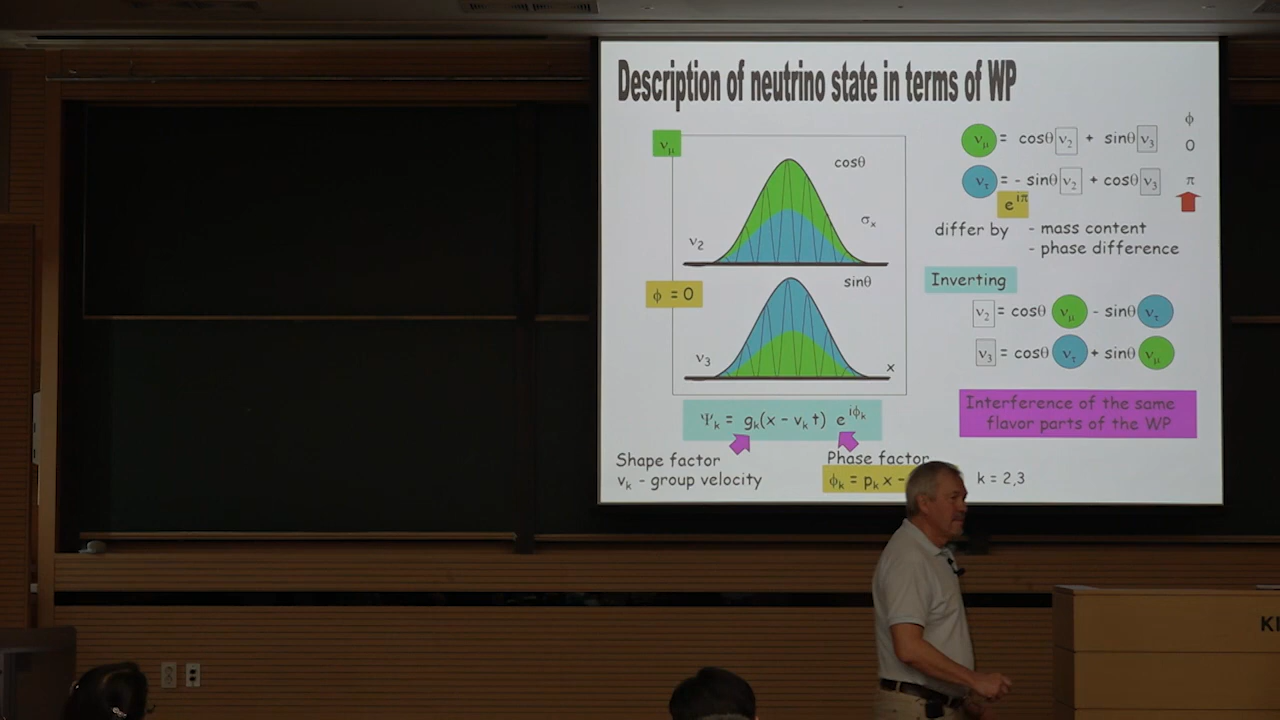 Description of neutrino state in terms of WP
νμ
cosθ
σx
ν2
φ = 0
sinθ
ν3
x
Ψk = gk(x – vk t) e^iφk
Shape factor
vk - group velocity
Phase factor
φk = pk x –
k = 2,3
φ
νμ = cosθ ν2 + sinθ ν3 0
ντ = - sinθ ν2 + cosθ ν3 π
e^iπ
differ by - mass content
- phase difference
Inverting
ν2 = cosθ νμ - sinθ ντ
ν3 = cosθ ντ + sinθ νμ
Interference of the same
flavor parts of the WP